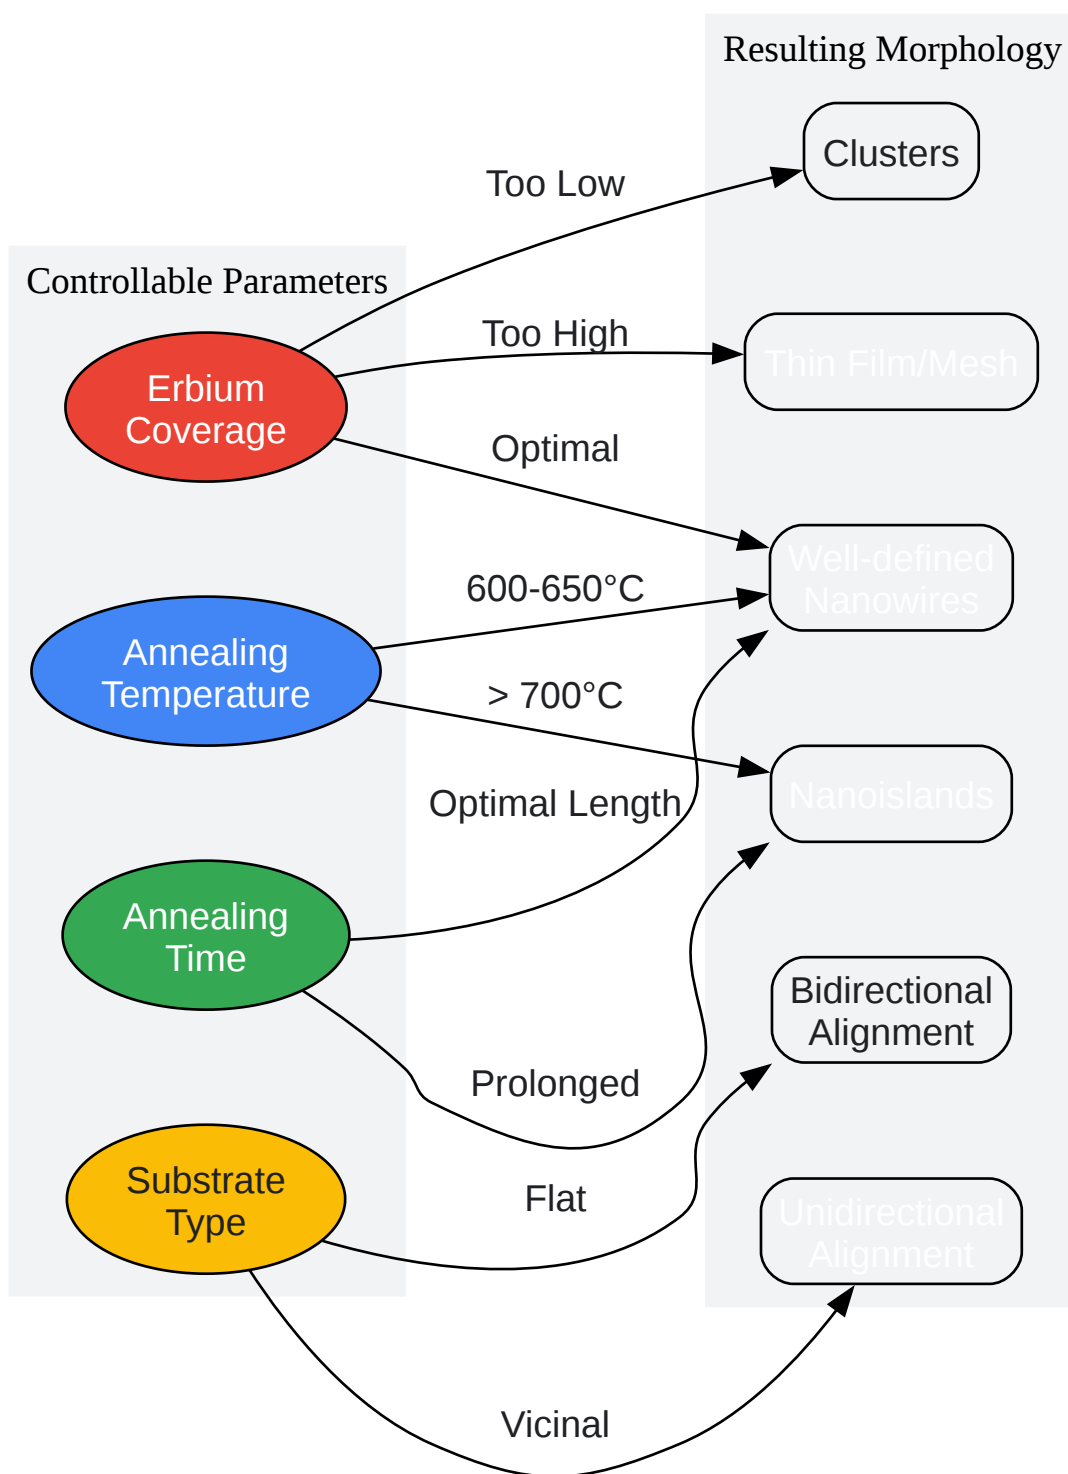 Resulting Morphology
Clusters
Too Low
Controllable Parameters
Too High
Thin Film/Mesh
Erbium
Coverage
Optimal
Well-defined
Nanowires
600-650°C
Annealing
Temperature
> 700°C
Nanoislands
Optimal Length
Annealing
Time
Bidirectional
Alignment
Prolonged
Substrate
Type
Flat
Unidirectional
Alignment
Vicinal